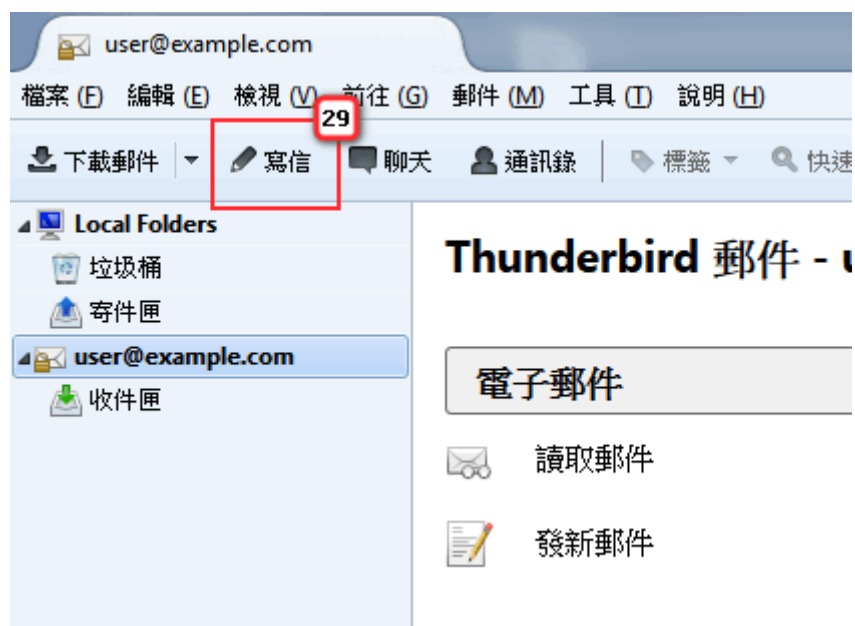 user@example.com
檔案 (F) 編輯 (E) 檢視 (V) 前往 (G) 郵件 (M) 工具 (T) 說明 (H)
29
下載郵件 寫信 聊天 通訊錄 標籤 快速
Local Folders
垃圾桶
寄件匣
user@example.com
收件匣
Thunderbird 郵件 - u
電子郵件
讀取郵件
發新郵件